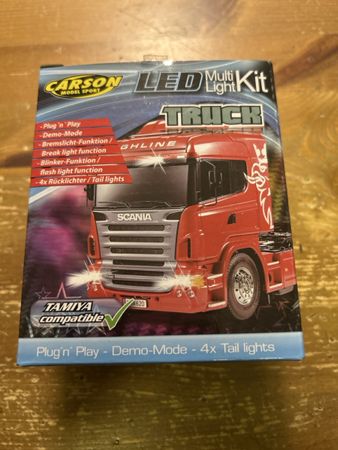 CARSON
MODEL SPORT
LED Multi Light Kit
TRUCK
- Plug 'n' Play
- Demo-Mode
- Bremslicht-Funktion /
Break light function
- Blinker-Funktion /
flash light function
- 4x Rücklichter / Tail lights
GHLINE
SCANIA
TAMIYA
compatible
Plug 'n' Play - Demo-Mode - 4x Tail lights